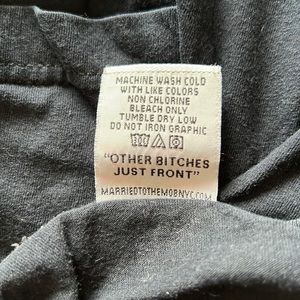 MACHINE WASH COLD
WITH LIKE COLORS
NON CHLORINE
BLEACH ONLY
TUMBLE DRY LOW
DO NOT IRON GRAPHIC
"OTHER BITCHES
JUST FRONT"
MARRIEDTOTHEMOBNYC.COM